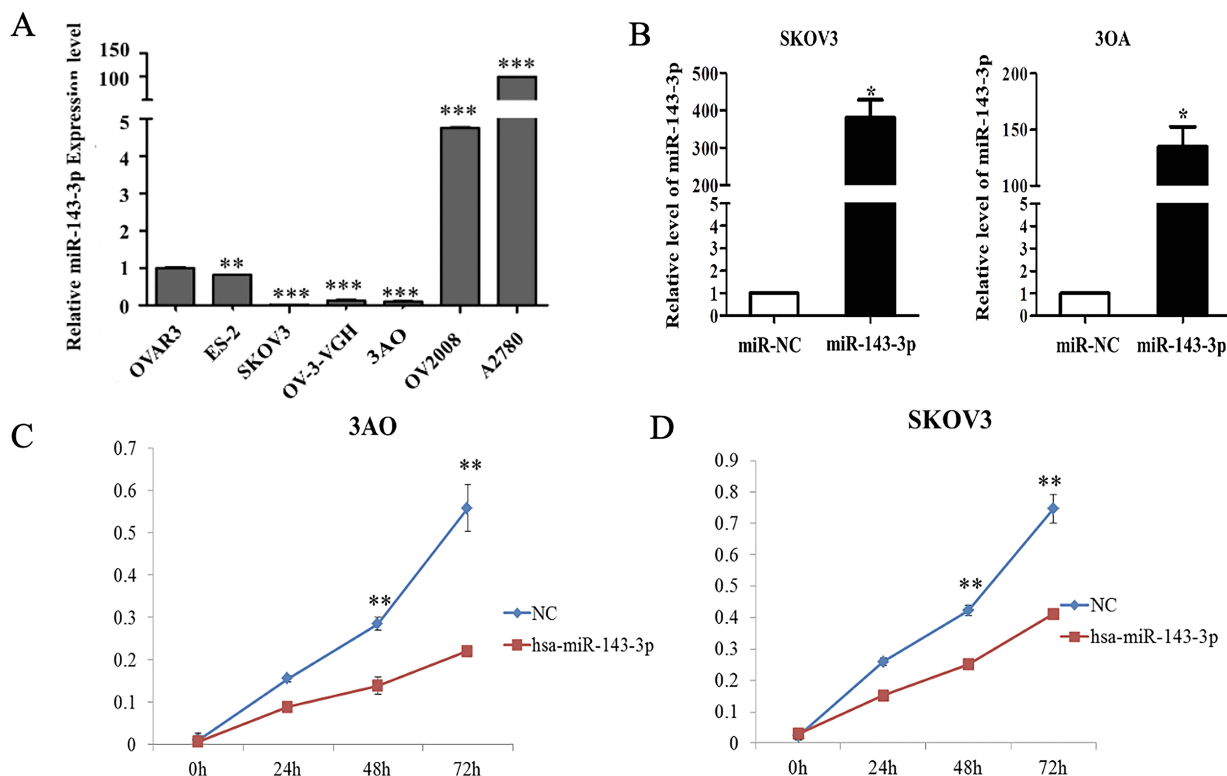 A
Relative miR-143-3p Expression level
150
100
50
5
4
3
2
1
0
***
***
**
***
***
***
OVAR3
ES-2
SKOV3
OV-3-VGH
3AO
OV2008
A2780
B
SKOV3
Relative level of miR-143-3p
500
400
300
200
5
4
3
2
1
0
*
miR-NC
miR-143-3p
3OA
Relative level of miR-143-3p
200
150
100
5
4
3
2
1
0
*
miR-NC
miR-143-3p
C
3AO
0.7
0.6
0.5
0.4
0.3
0.2
0.1
0
**
**
NC
hsa-miR-143-3p
0h
24h
48h
72h
D
SKOV3
0.9
0.8
0.7
0.6
0.5
0.4
0.3
0.2
0.1
0
**
**
NC
hsa-miR-143-3p
0h
24h
48h
72h